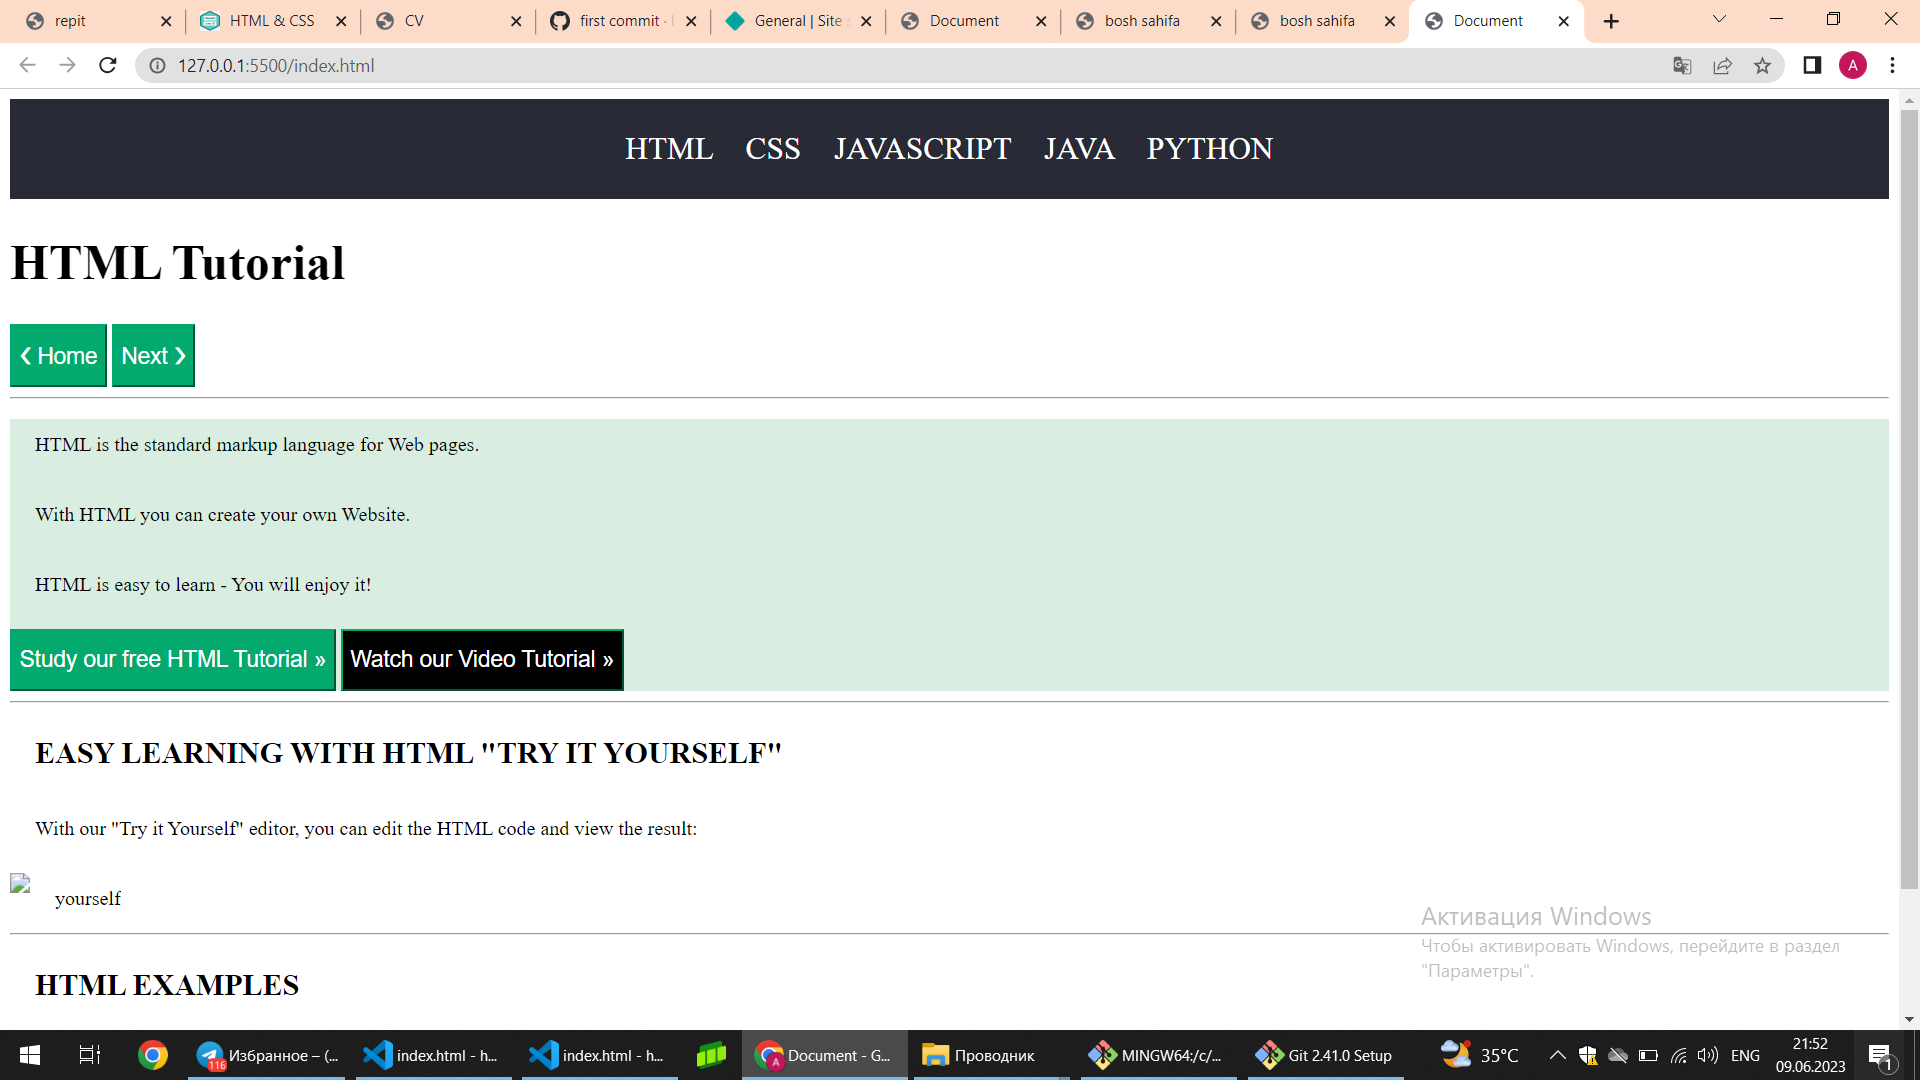 repit
HTML & CSS
CV
first commit ·
General | Site
Document
bosh sahifa
bosh sahifa
Document
127.0.0.1:5500/index.html
A
HTML CSS JAVASCRIPT JAVA PYTHON
HTML Tutorial
❮ Home
Next ❯
HTML is the standard markup language for Web pages.
With HTML you can create your own Website.
HTML is easy to learn - You will enjoy it!
Study our free HTML Tutorial »
Watch our Video Tutorial »
EASY LEARNING WITH HTML "TRY IT YOURSELF"
With our "Try it Yourself" editor, you can edit the HTML code and view the result:
yourself
HTML EXAMPLES
Активация Windows
Чтобы активировать Windows, перейдите в раздел
"Параметры".
116
Избранное – (...
index.html - h...
index.html - h...
A
Document - G...
Проводник
MINGW64:/c/...
Git 2.41.0 Setup
35°C
ENG
21:52
09.06.2023
1